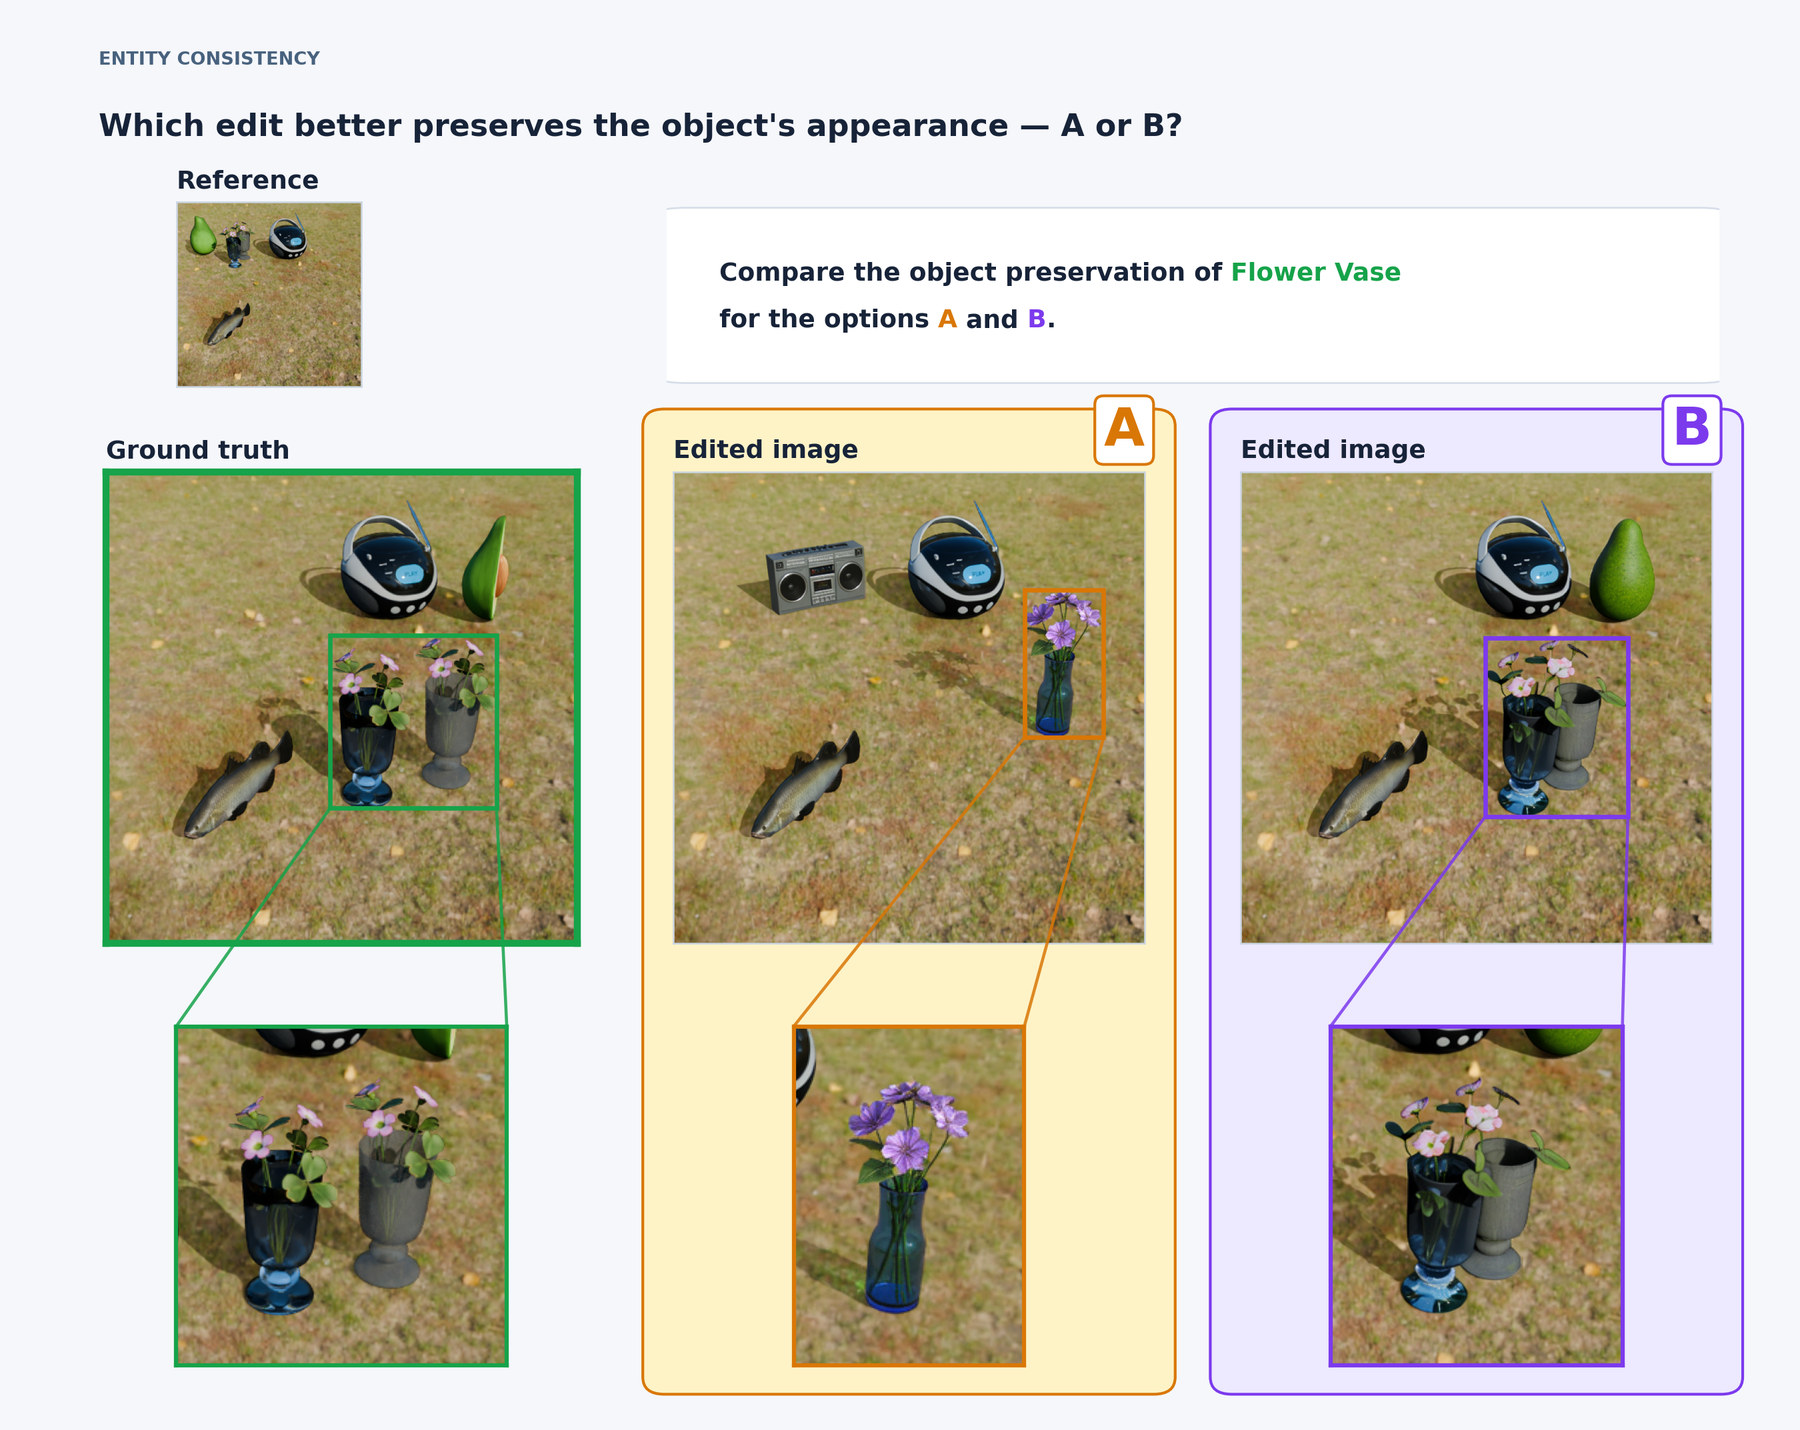 ENTITY CONSISTENCY
Which edit better preserves the object's appearance — A or B?
Reference
Compare the object preservation of Flower Vase
for the options A and B.
Ground truth
Edited image
A
Edited image
B